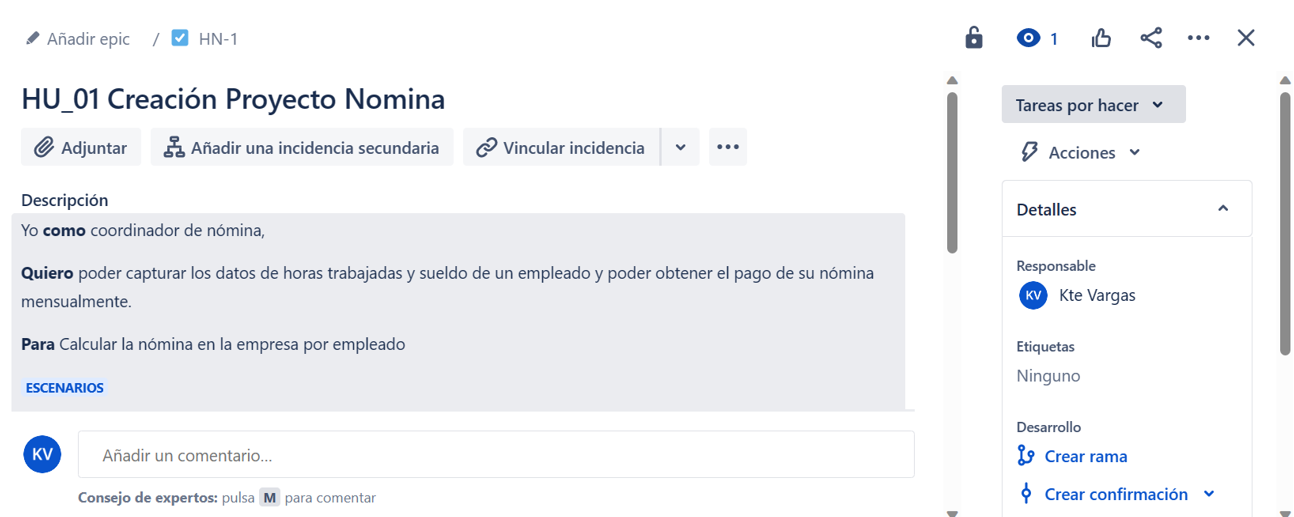 Añadir epic / HN-1
1
HU_01 Creación Proyecto Nomina
Adjuntar
Añadir una incidencia secundaria
Vincular incidencia
Descripción
Yo como coordinador de nómina,
Quiero poder capturar los datos de horas trabajadas y sueldo de un empleado y poder obtener el pago de su nómina
mensualmente.
Para Calcular la nómina en la empresa por empleado
ESCENARIOS
KV
Añadir un comentario...
Consejo de expertos: pulsa M para comentar
Tareas por hacer
Acciones
Detalles
Responsable
KV Kte Vargas
Etiquetas
Ninguno
Desarrollo
Crear rama
Crear confirmación